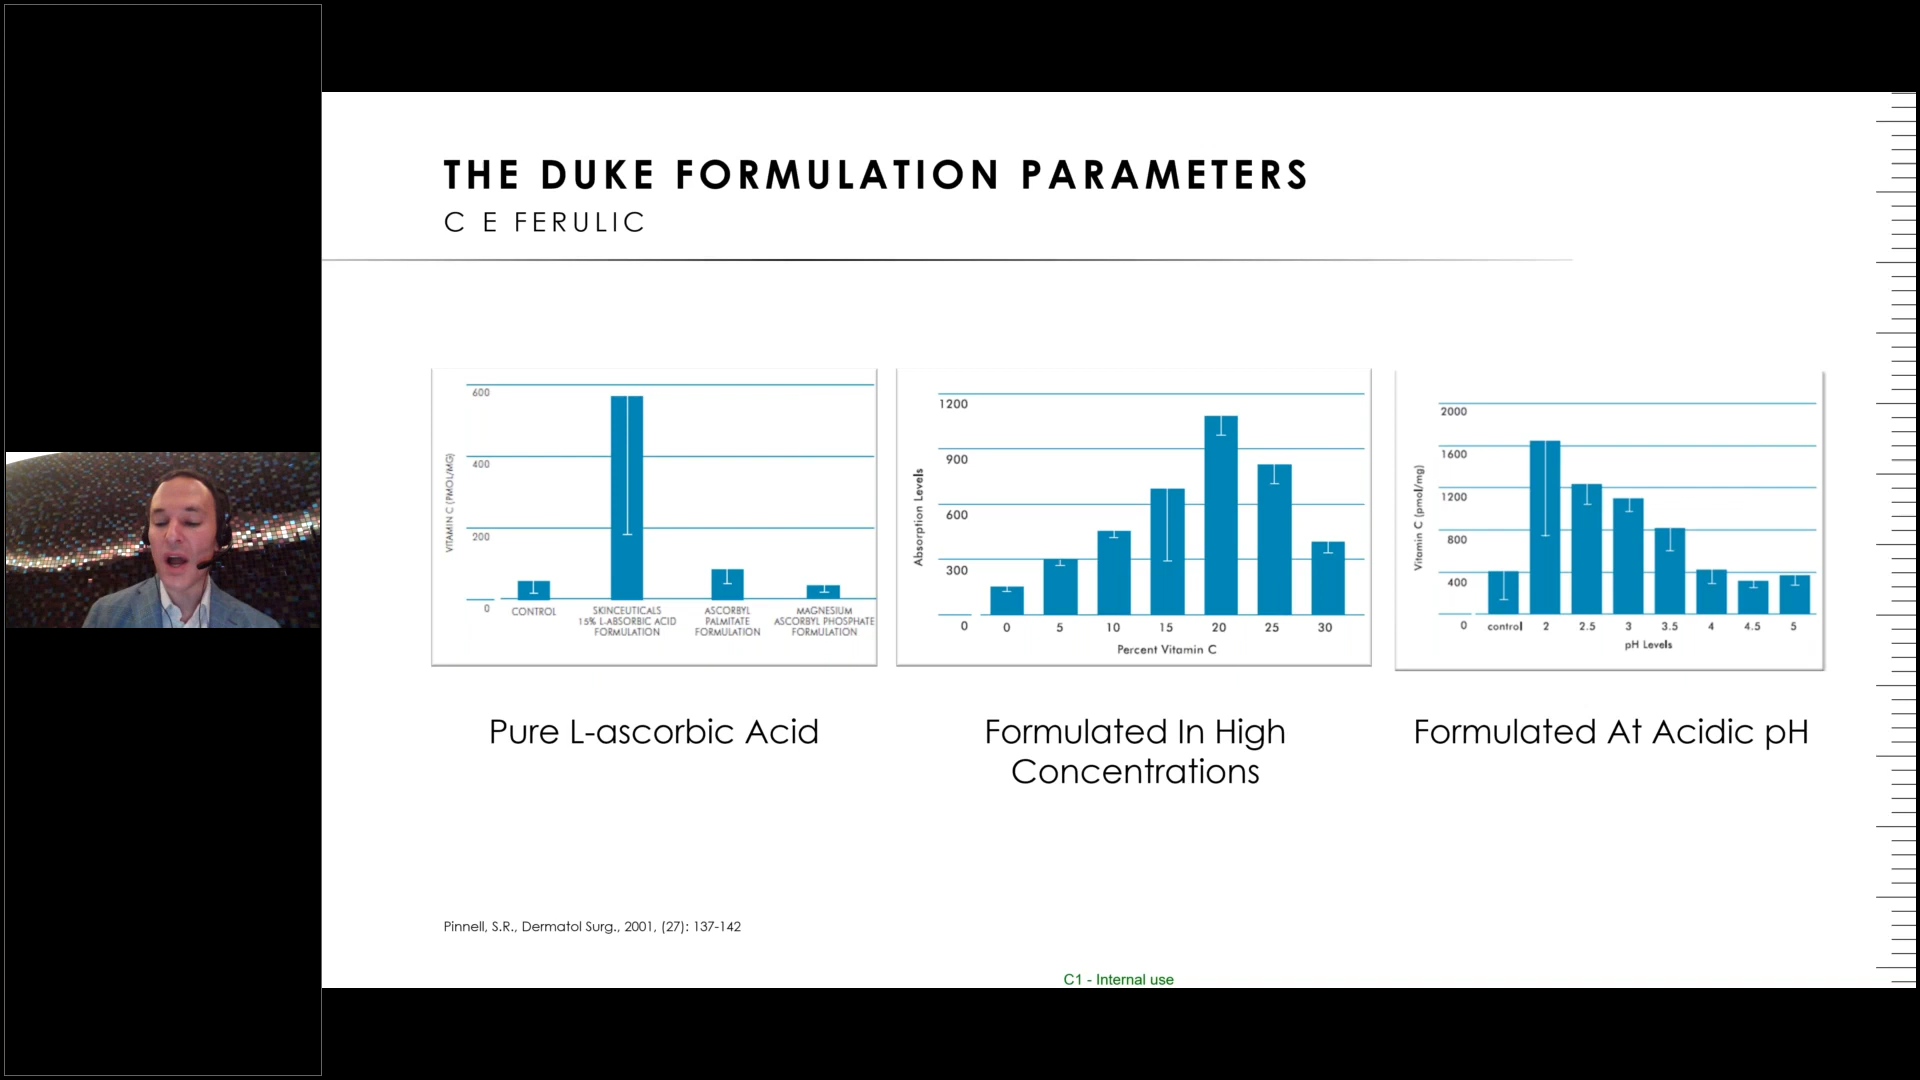 THE DUKE FORMULATION PARAMETERS
C E FERULIC
VITAMIN C (PMOL/MG)
600
400
200
0
CONTROL
SKINCEUTICALS
15% L-ABSORBIC ACID
FORMULATION
ASCORBYL
PALMITATE
FORMULATION
MAGNESIUM
ASCORBYL PHOSPHATE
FORMULATION
Pure L-ascorbic Acid
Absorption Levels
1200
900
600
300
0
0 5 10 15 20 25 30
Percent Vitamin C
Formulated In High
Concentrations
Vitamin C (pmol/mg)
2000
1600
1200
800
400
0
control 2 2.5 3 3.5 4 4.5 5
pH Levels
Formulated At Acidic pH
Pinnell, S.R., Dermatol Surg., 2001, (27): 137-142
C1 - Internal use